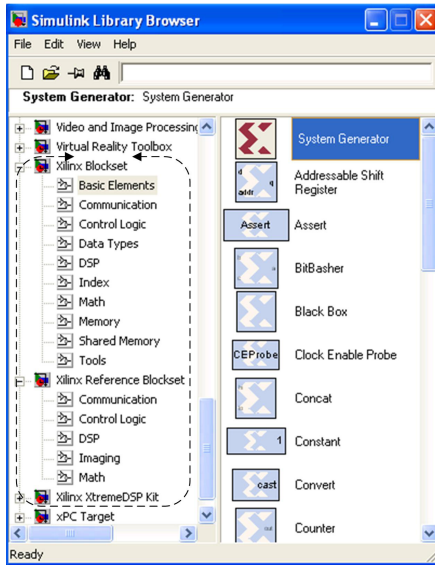 Simulink Library Browser
File Edit View Help
System Generator: System Generator
Video and Image Processing
Virtual Reality Toolbox
Xilinx Blockset
Basic Elements
Communication
Control Logic
Data Types
DSP
Index
Math
Memory
Shared Memory
Tools
Xilinx Reference Blockset
Communication
Control Logic
DSP
Imaging
Math
Xilinx XtremeDSP Kit
xPC Target
System Generator
d
q
addr
Addressable Shift
Register
Assert
Assert
BitBasher
Black Box
CEProbe
Clock Enable Probe
Concat
1
Constant
cast
Convert
out
Counter
Ready